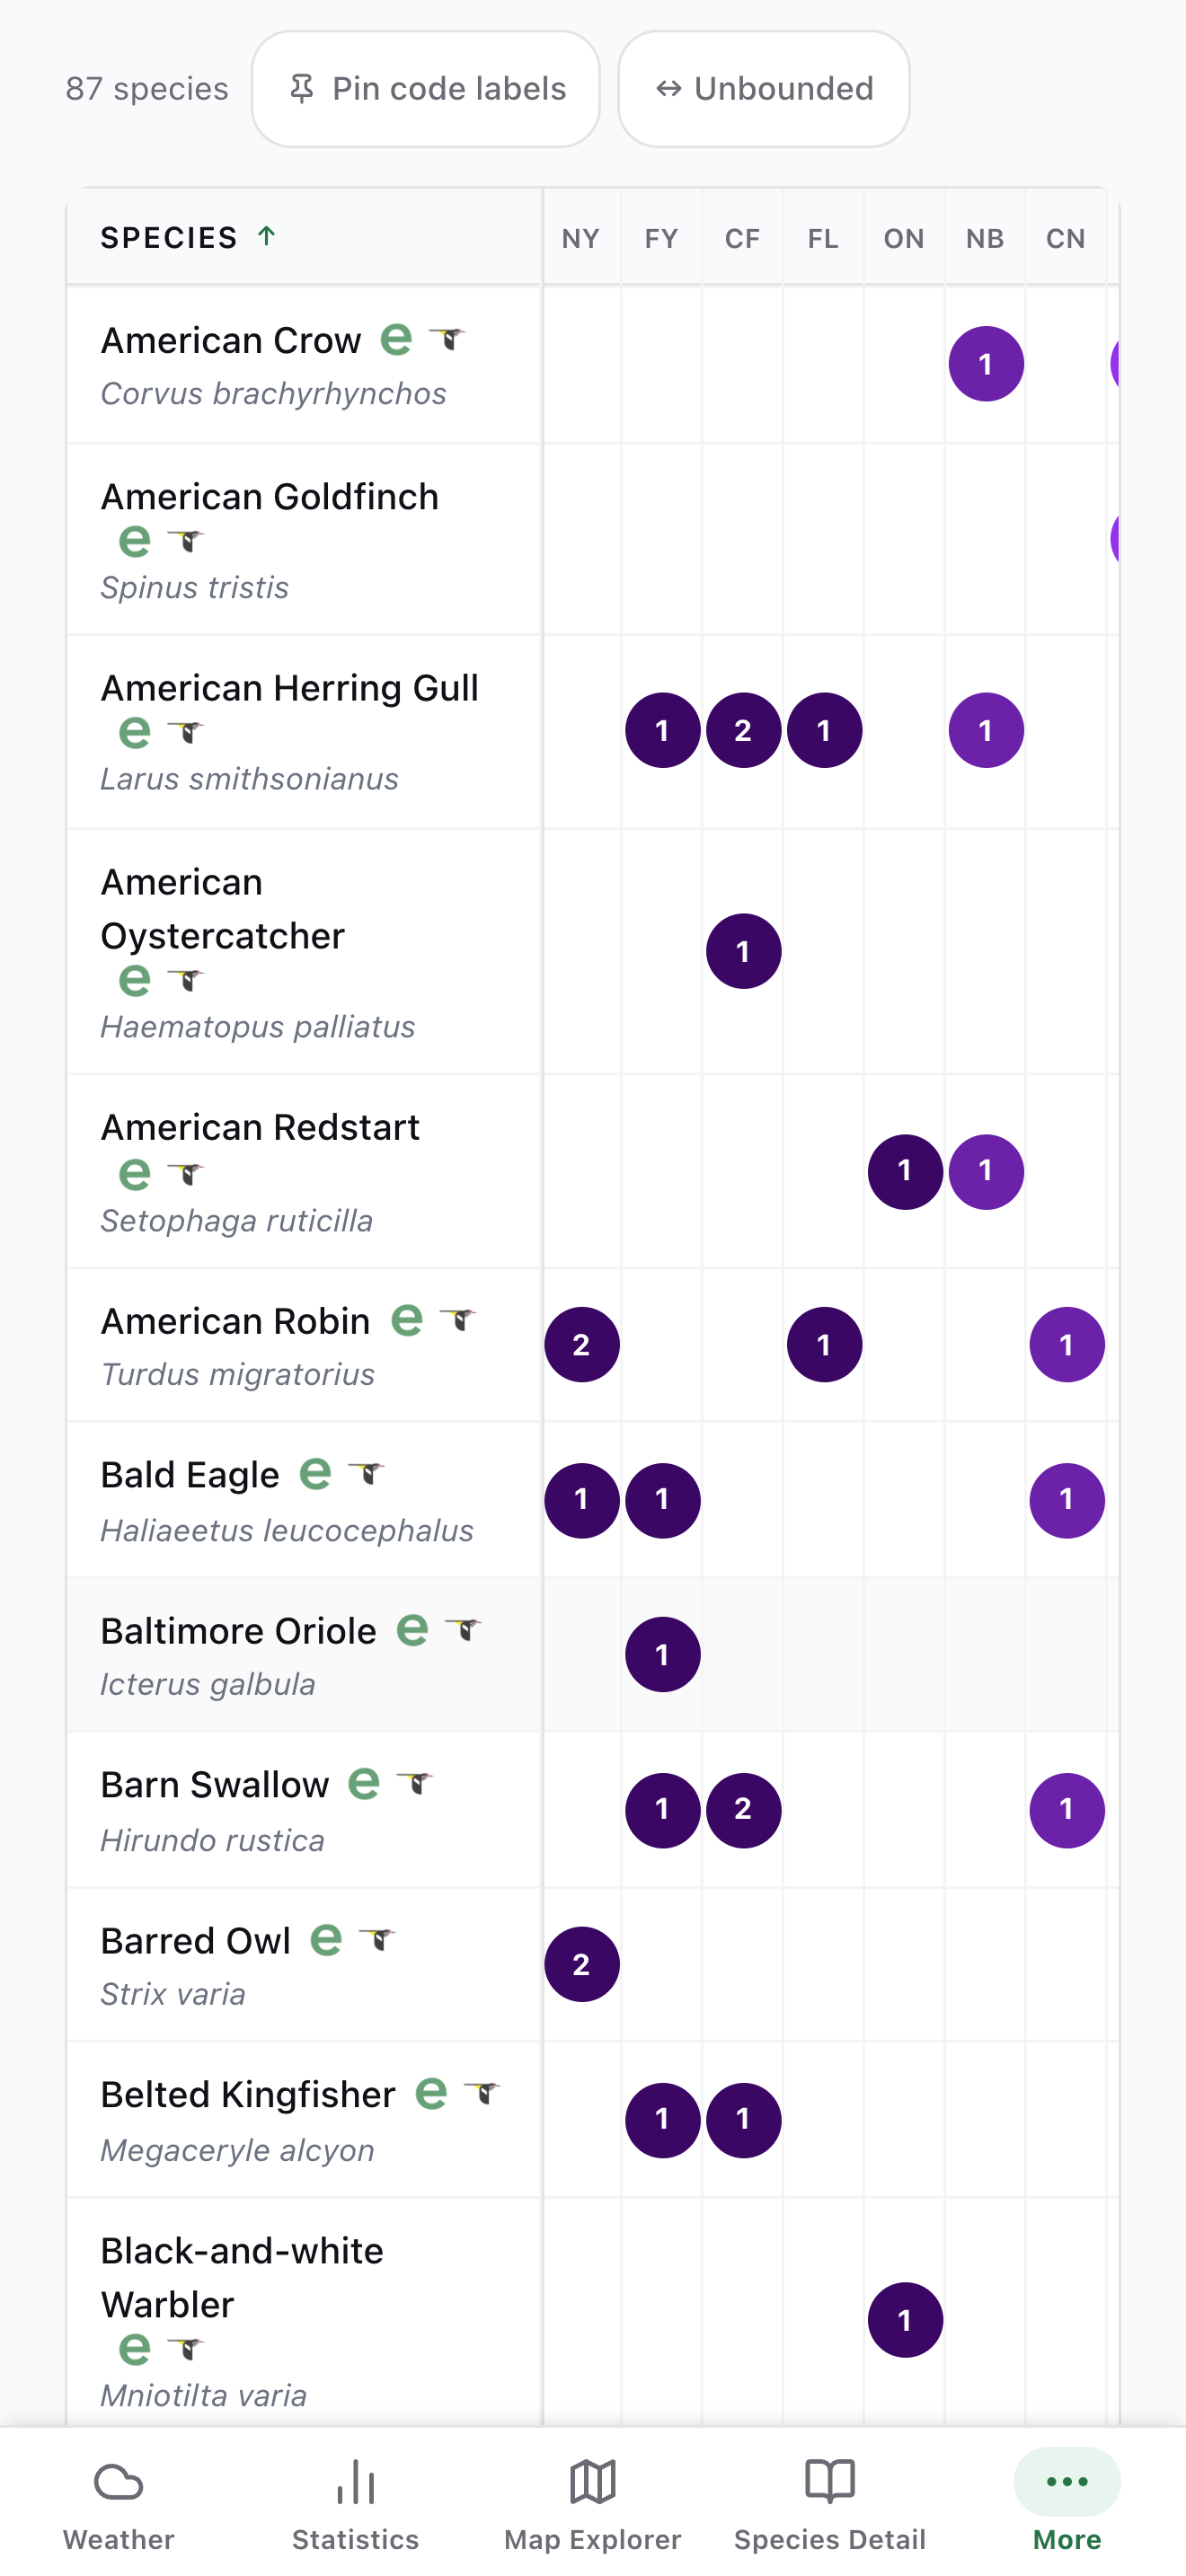 87 species Pin code labels Unbounded
SPECIES ↑ NY FY CF FL ON NB CN
American Crow
1
Corvus brachyrhynchos
American Goldfinch
Spinus tristis
American Herring Gull
1 2 1 1
Larus smithsonianus
American
Oystercatcher
1
Haematopus palliatus
American Redstart
1 1
Setophaga ruticilla
American Robin
2 1 1
Turdus migratorius
Bald Eagle
1 1 1
Haliaeetus leucocephalus
Baltimore Oriole
1
Icterus galbula
Barn Swallow
1 2 1
Hirundo rustica
Barred Owl
2
Strix varia
Belted Kingfisher
1 1
Megaceryle alcyon
Black-and-white
Warbler
1
Mniotilta varia
Weather Statistics Map Explorer Species Detail More